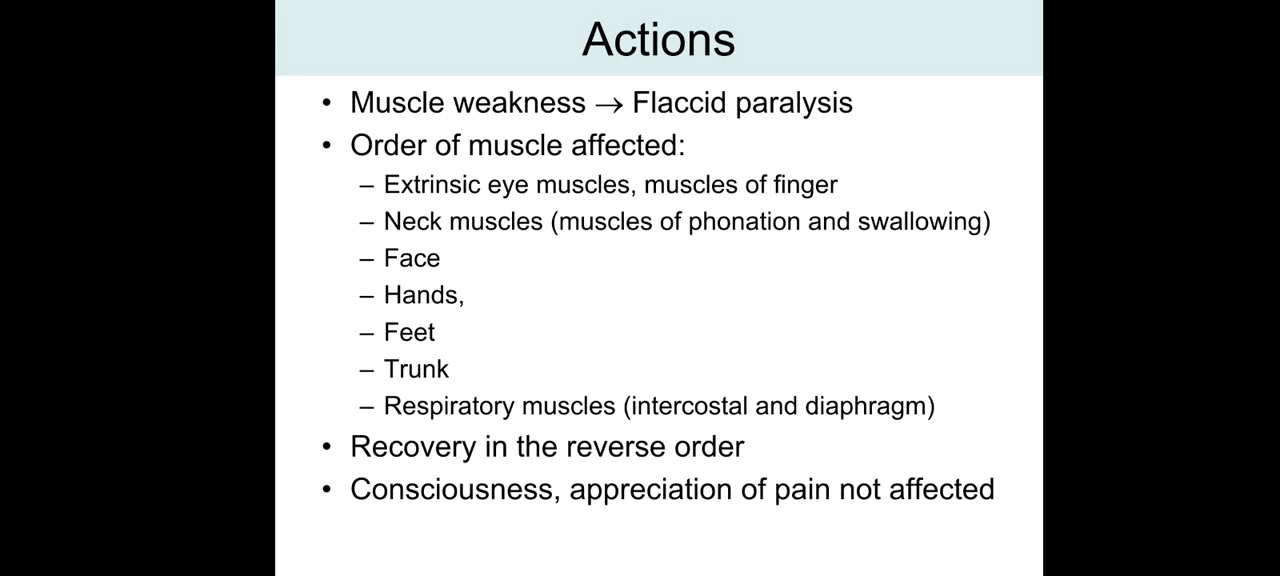 Actions
• Muscle weakness → Flaccid paralysis
• Order of muscle affected:
– Extrinsic eye muscles, muscles of finger
– Neck muscles (muscles of phonation and swallowing)
– Face
– Hands,
– Feet
– Trunk
– Respiratory muscles (intercostal and diaphragm)
• Recovery in the reverse order
• Consciousness, appreciation of pain not affected